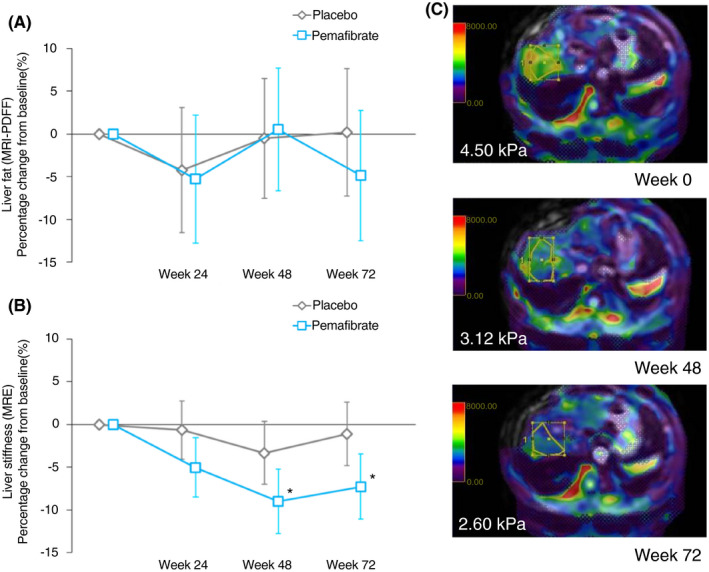 (A)
Placebo
Pemafibrate
Liver fat (MRI-PDFF)
Percentage change from baseline(%)
10
5
0
-5
-10
-15
Week 24
Week 48
Week 72
(B)
Placebo
Pemafibrate
Liver stiffness (MRE)
Percentage change from baseline(%)
10
5
0
-5
-10
-15
*
*
Week 24
Week 48
Week 72
(C)
8000.00
0.00
4.50 kPa
Week 0
8000.00
0.00
1
3.12 kPa
Week 48
8000.00
0.00
1
2.60 kPa
Week 72